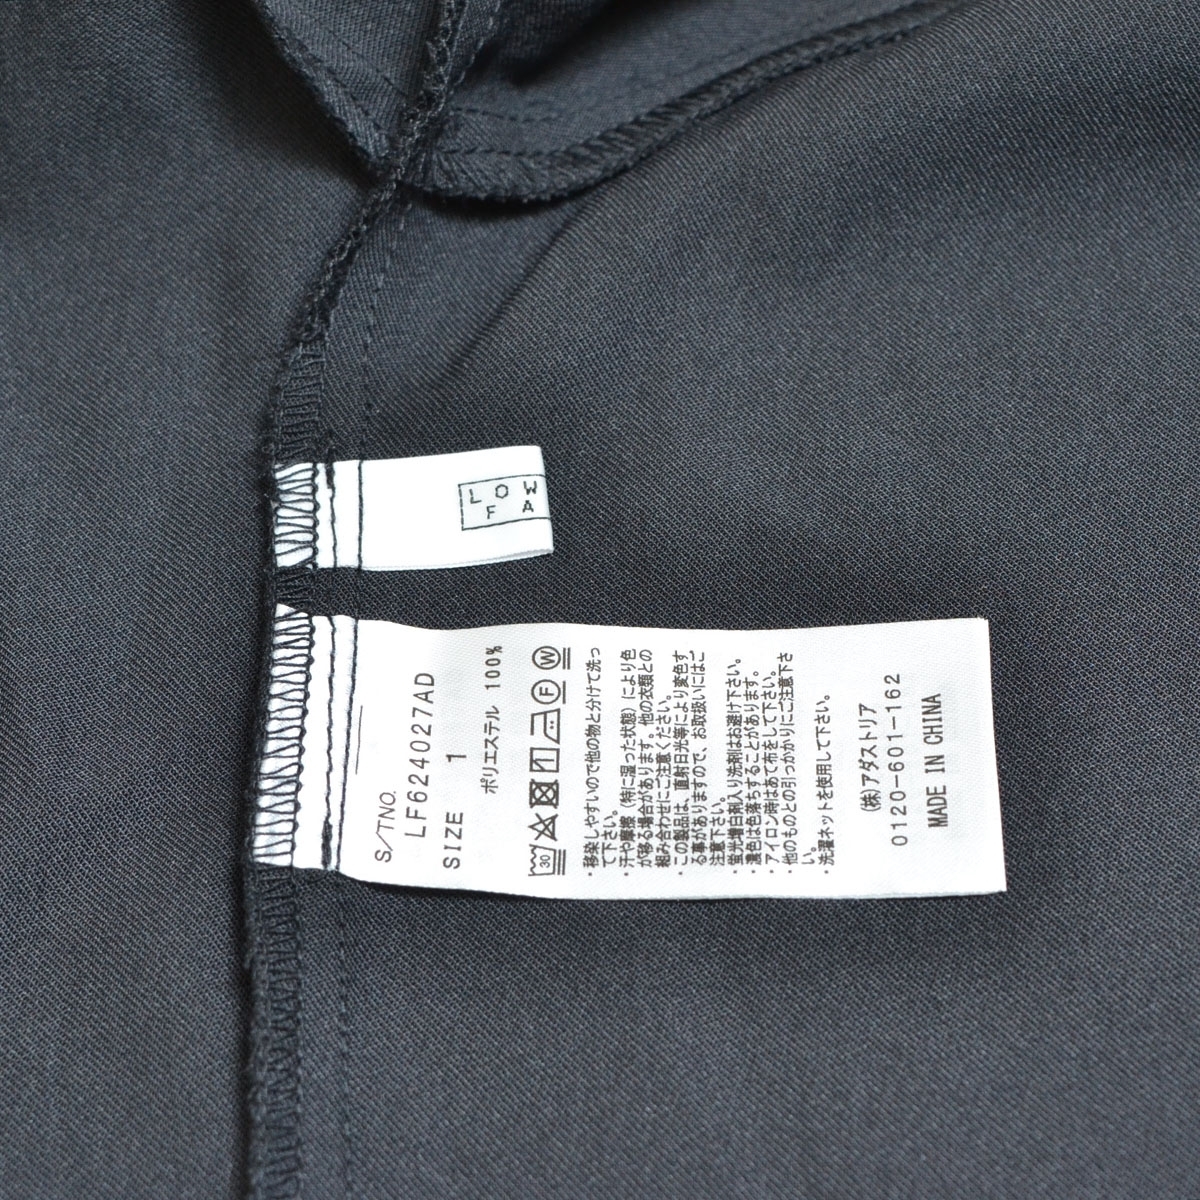 LOW
FA
S/TNO.
LF624027AD
SIZE 1
ポリエステル 100%
30 F W
・移染しやすいので他の物と分けて洗っ
て下さい。
・汗や摩擦(特に湿った状態)により色
が移る場合があります。他の衣類との
組み合わせにご注意ください。
・この製品は、直射日光等により変色す
る事がありますので、お取扱いにはご
注意下さい。
・蛍光増白剤入り洗剤はお避け下さい。
・濃色は色落ちすることがあります。
・アイロン時はあて布をして下さい。
・他のものとの引っかかりにご注意下さ
い。
・洗濯ネットを使用して下さい。
(株)アダストリア
0120-601-162
MADE IN CHINA